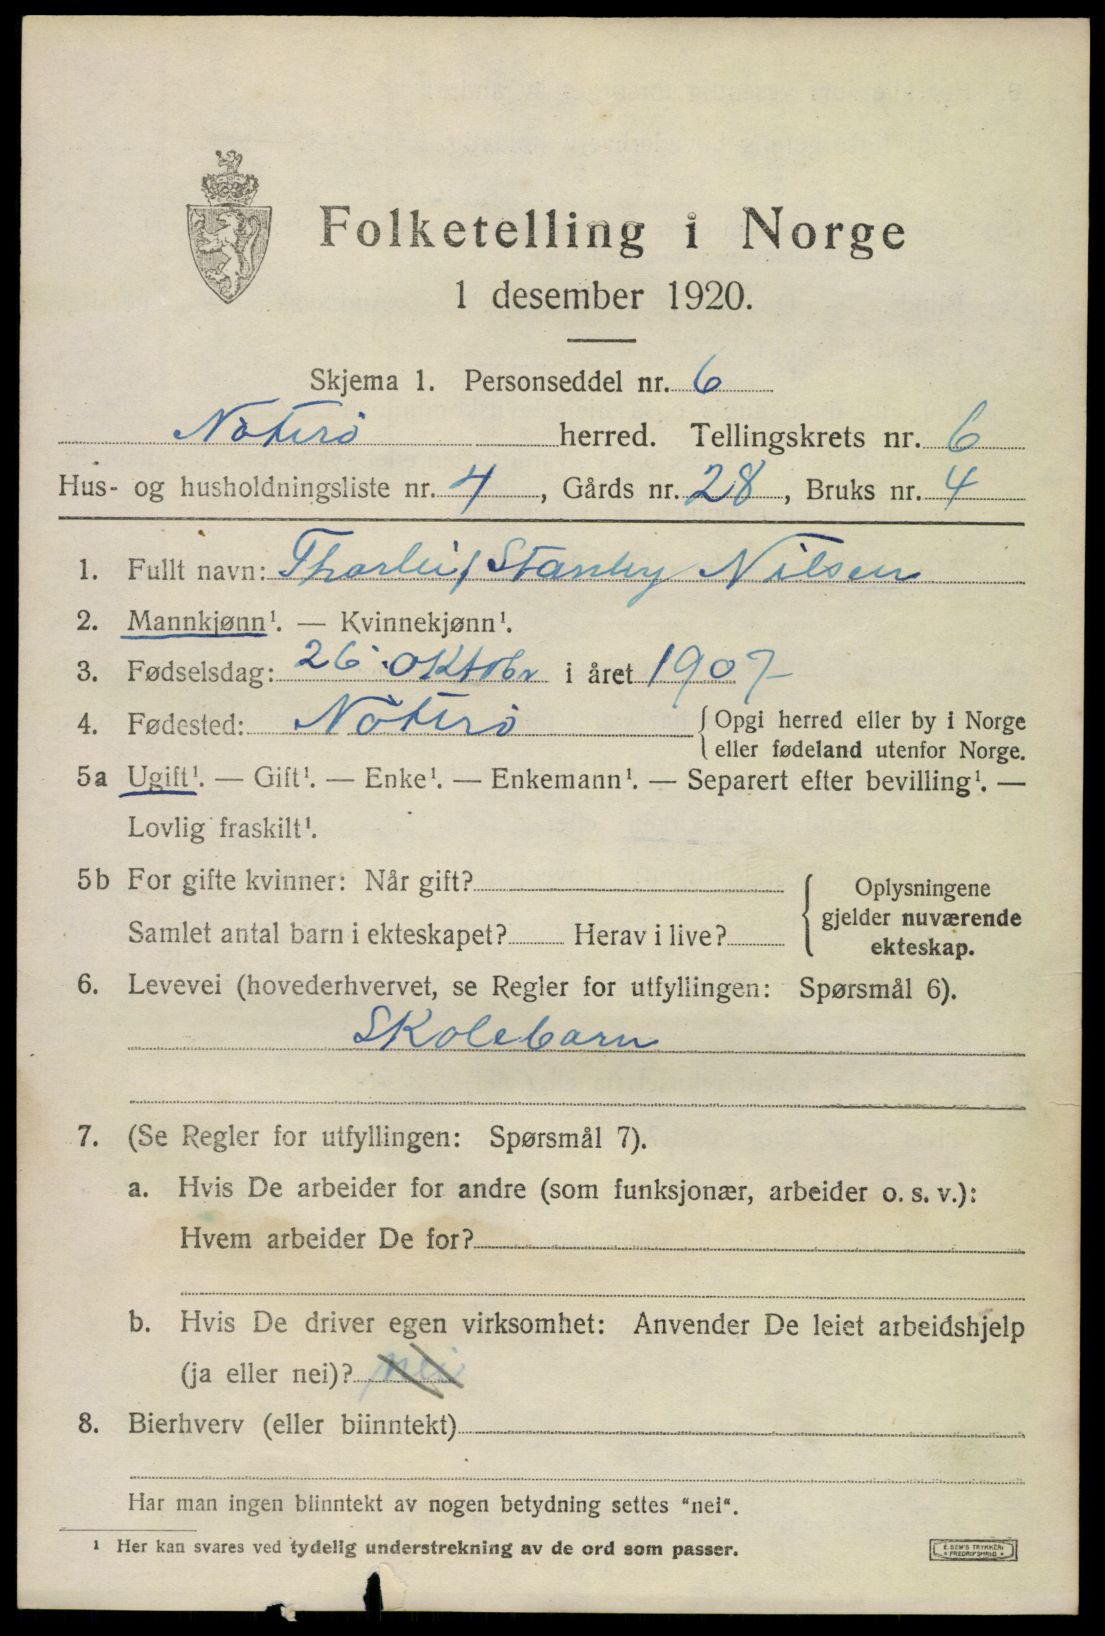 Folketelling i Norge
1 desember 1920.
Skjema 1. Personseddel nr. 6
Nøterø herred. Tellingskrets nr. 6
Hus- og husholdningsliste nr. 4, Gårds nr. 28, Bruks nr. 4
1. Fullt navn: Thorleif Stanley Nilsen
2. Mannkjønn¹. — Kvinnekjønn¹.
3. Fødselsdag: 26. oktobr i året 1907
4. Fødested: Nøterø {Opgi herred eller by i Norge
eller fødeland utenfor Norge.
5a Ugift¹. — Gift¹. — Enke¹. — Enkemann¹. — Separert efter bevilling¹. —
Lovlig fraskilt¹.
5b For gifte kvinner: Når gift?
Samlet antal barn i ekteskapet? Herav i live?
{Oplysningene
gjelder nuværende
ekteskap.
6. Levevei (hovederhvervet, se Regler for utfyllingen: Spørsmål 6).
Skolebarn
7. (Se Regler for utfyllingen: Spørsmål 7).
a. Hvis De arbeider for andre (som funksjonær, arbeider o. s. v.):
Hvem arbeider De for?
b. Hvis De driver egen virksomhet: Anvender De leiet arbeidshjelp
(ja eller nei)? nei
8. Bierhverv (eller biinntekt)
Har man ingen biinntekt av nogen betydning settes "nei".
¹ Her kan svares ved tydelig understrekning av de ord som passer.
E. SEM'S TRYKKERI
FREDRIKSHALD